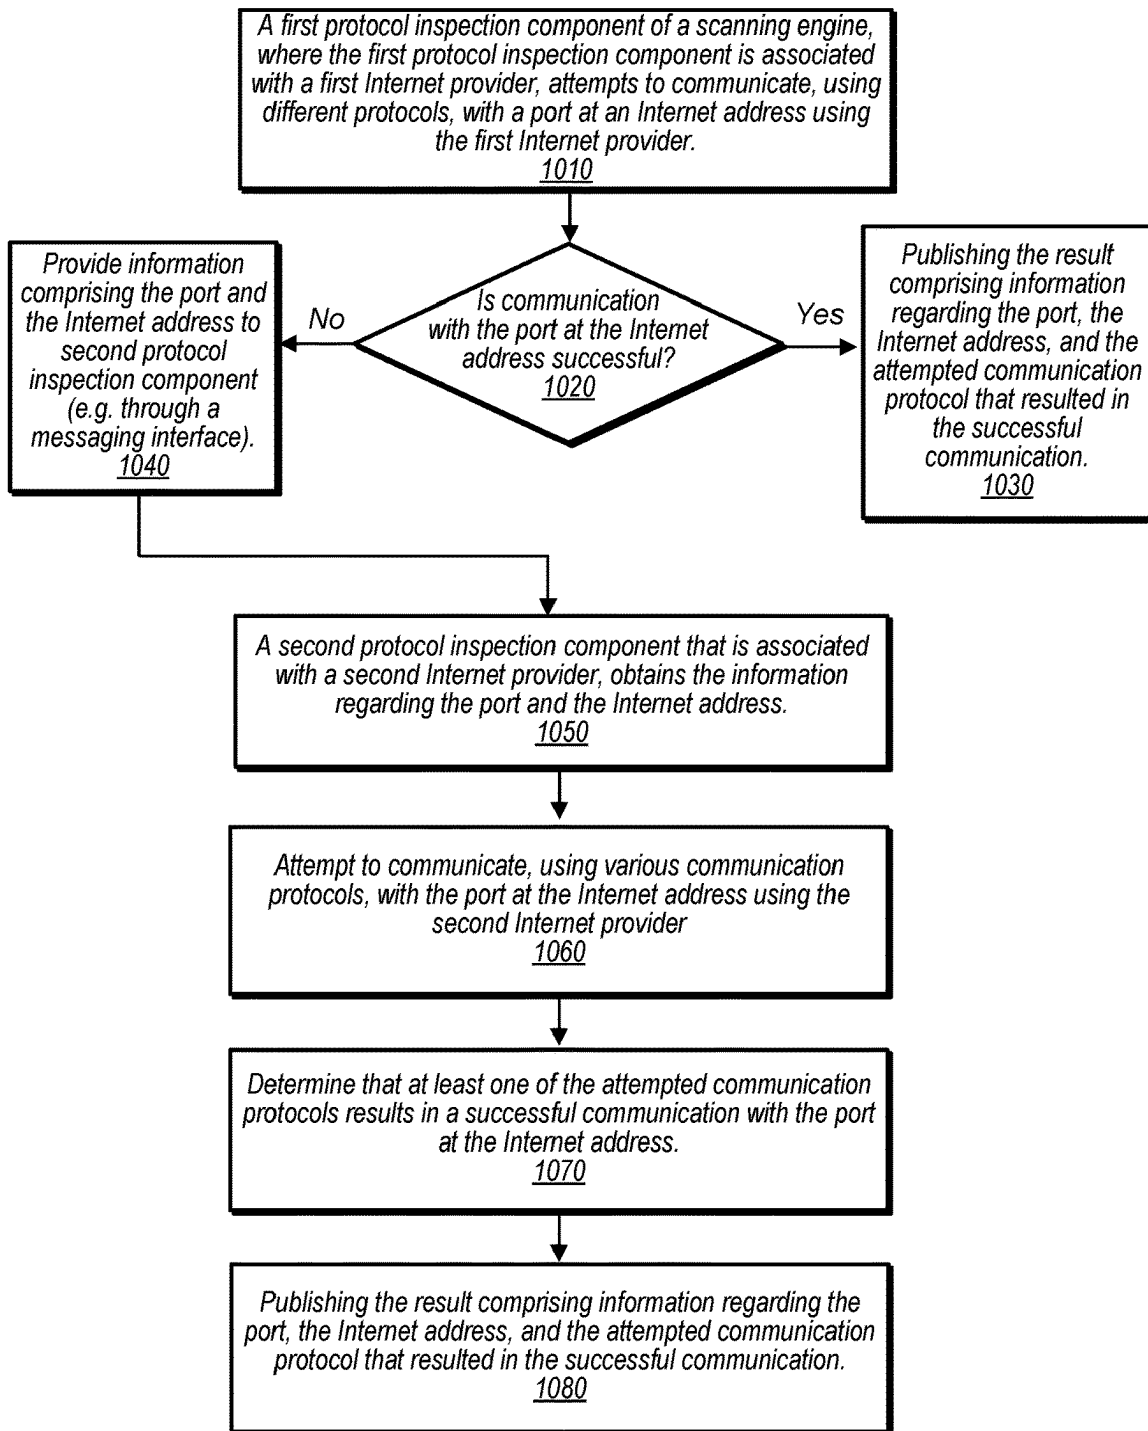 A first protocol inspection component of a scanning engine,
where the first protocol inspection component is associated
with a first Internet provider, attempts to communicate, using
different protocols, with a port at an Internet address using
the first Internet provider.
1010
Is communication
with the port at the Internet
address successful?
1020
No
Yes
Publishing the result
comprising information
regarding the port, the
Internet address, and the
attempted communication
protocol that resulted in
the successful
communication.
1030
Provide information
comprising the port and
the Internet address to
second protocol
inspection component
(e.g. through a
messaging interface).
1040
A second protocol inspection component that is associated
with a second Internet provider, obtains the information
regarding the port and the Internet address.
1050
Attempt to communicate, using various communication
protocols, with the port at the Internet address using the
second Internet provider
1060
Determine that at least one of the attempted communication
protocols results in a successful communication with the port
at the Internet address.
1070
Publishing the result comprising information regarding the
port, the Internet address, and the attempted communication
protocol that resulted in the successful communication.
1080